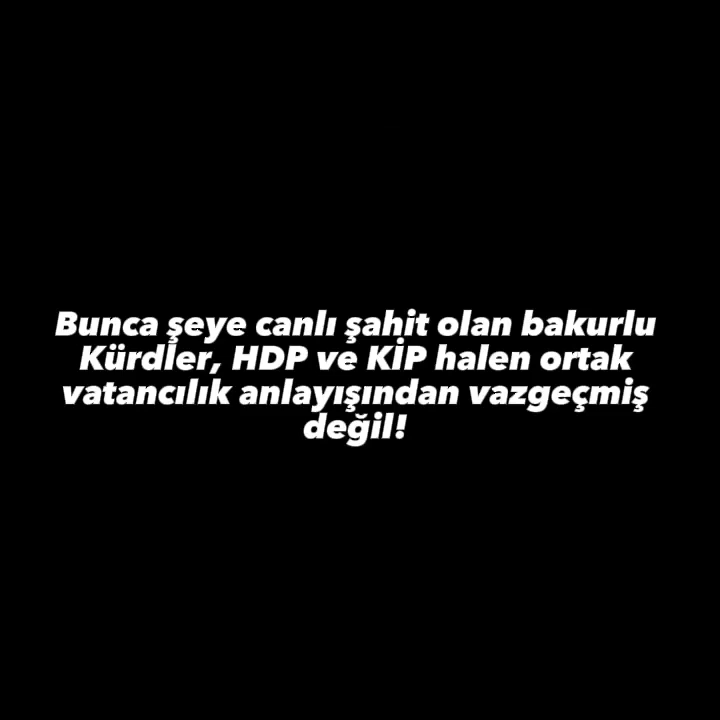 Bunca şeye canlı şahit olan bakurlu
Kürdler, HDP ve KİP halen ortak
vatancılık anlayışından vazgeçmiş
değil!